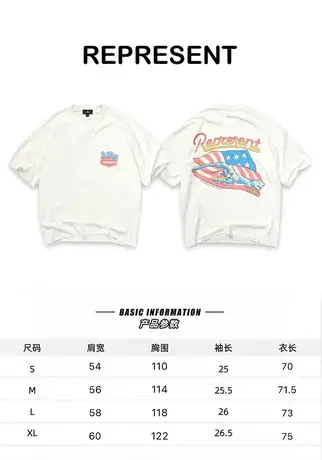 REPRESENT
Represent
BASIC INFORMATION
产品参数
尺码 肩宽 胸围 袖长 衣长
S 54 110 25 70
M 56 114 25.5 71.5
L 58 118 26 73
XL 60 122 26.5 75